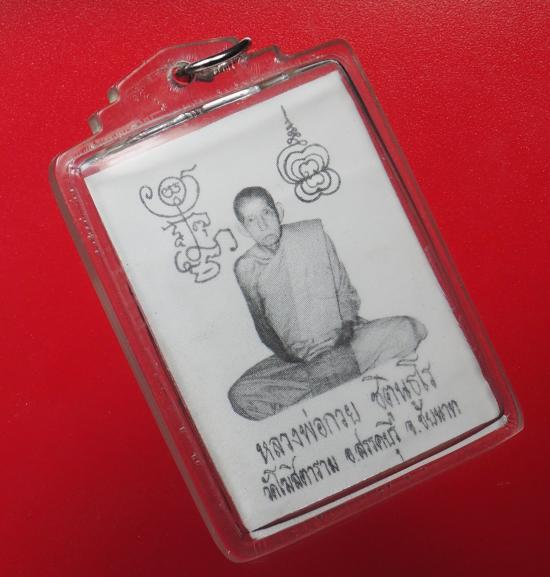 หลวงพ่อกวย ชุตินฺธโร
วัดโฆสิตาราม อ.สรรคบุรี จ.ชัยนาท